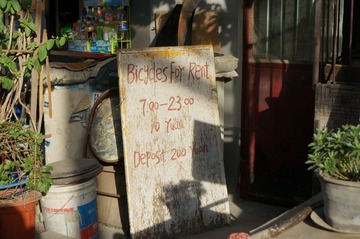 Bicycles For Rent
7:00-23:00
10 Yuan
Deposit 200 Yuan